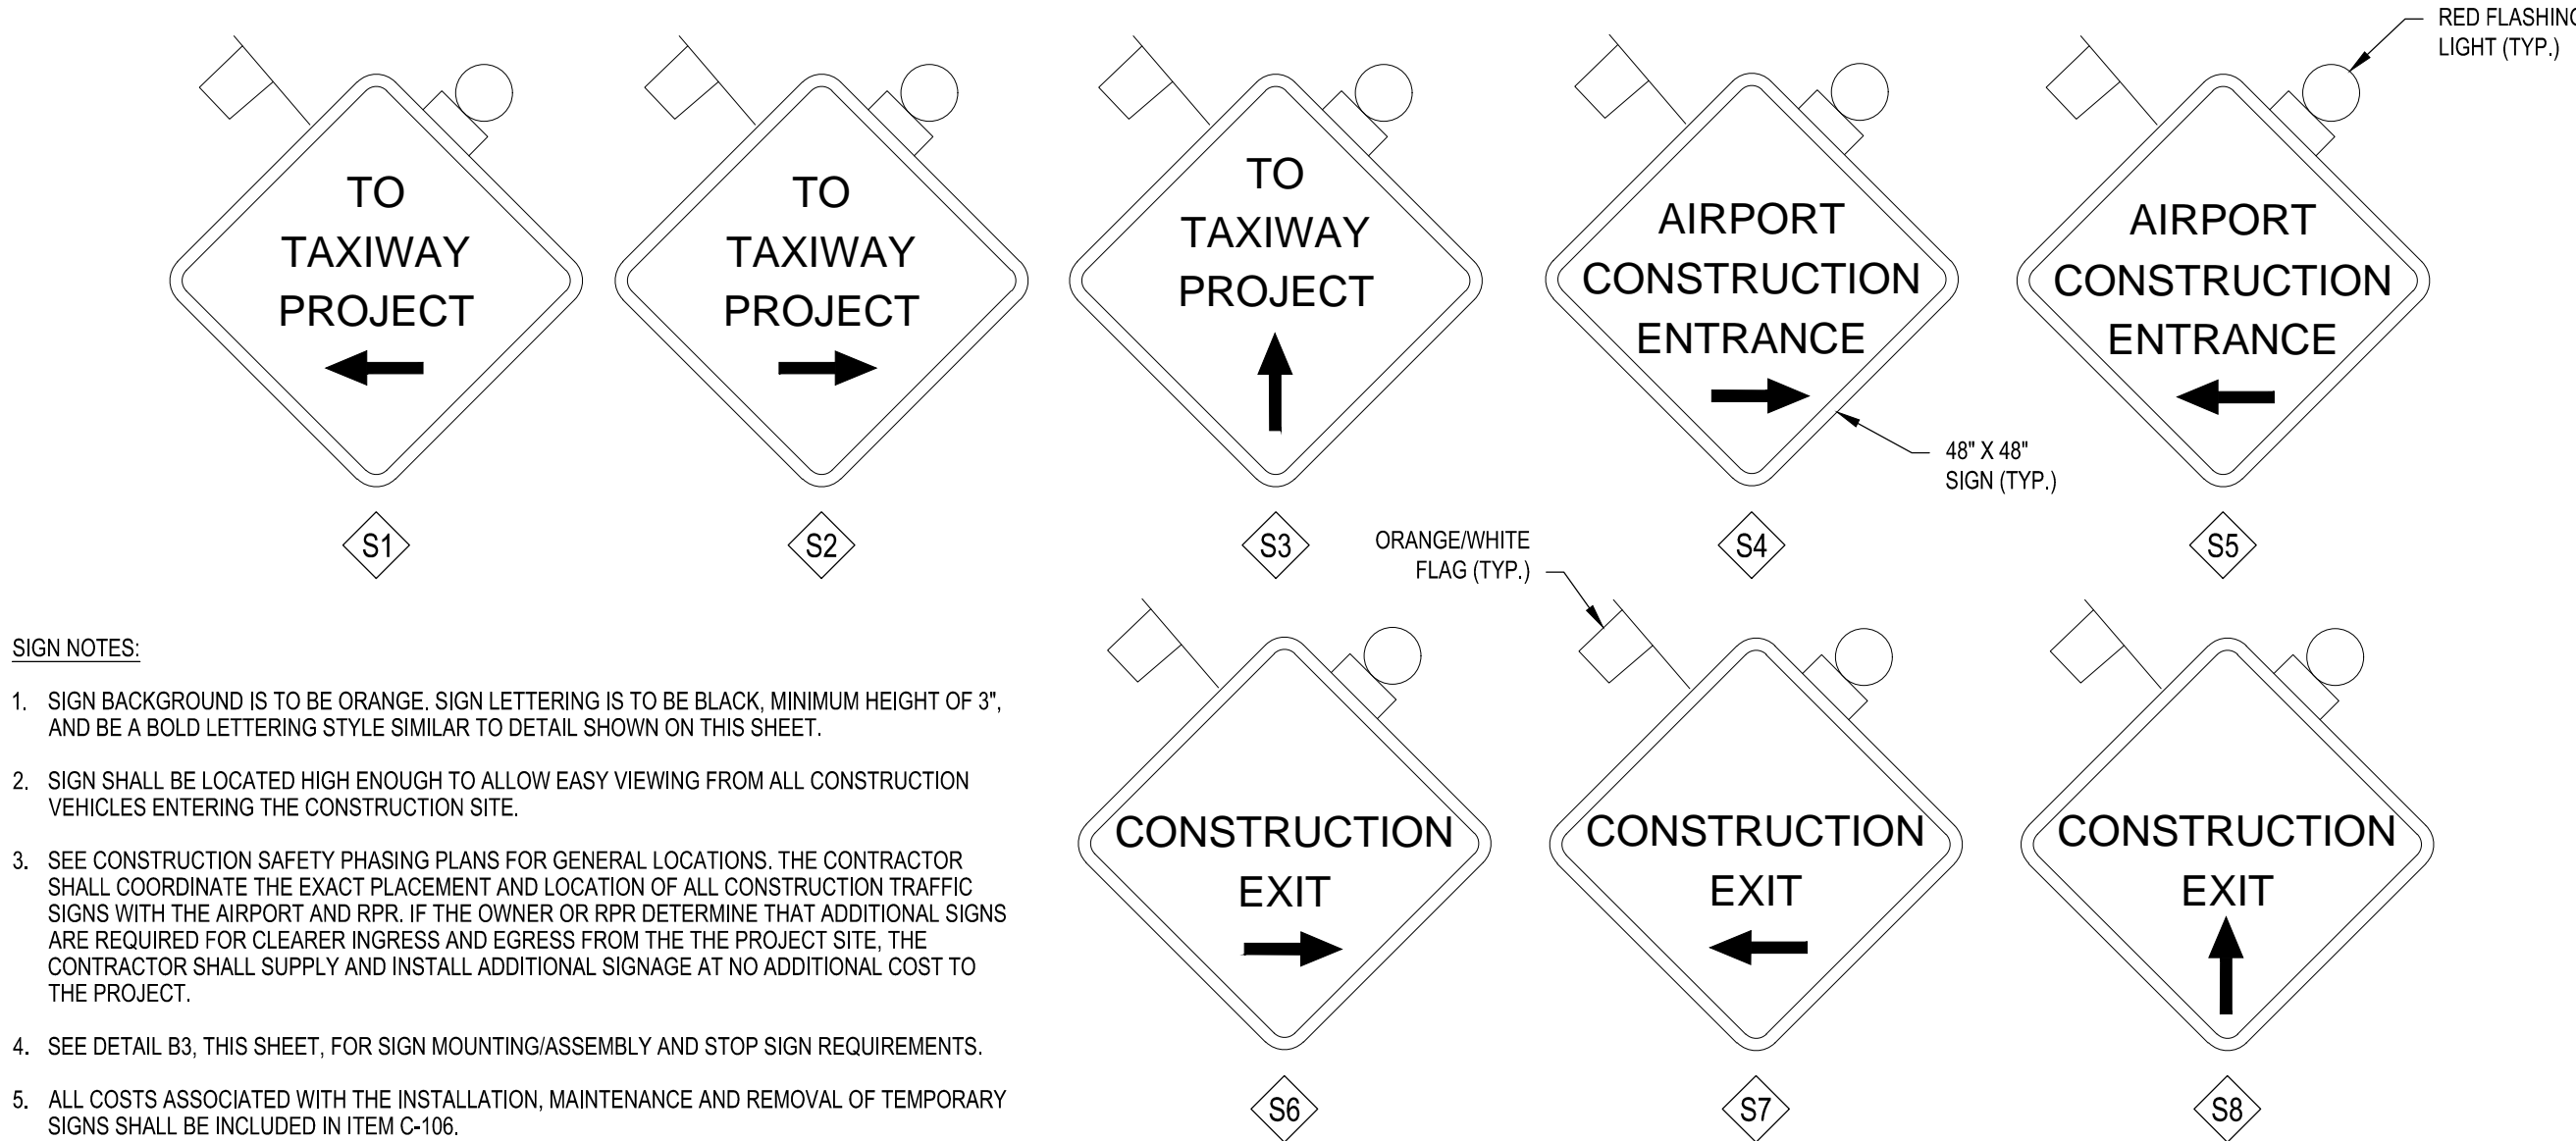 RED FLASHING
LIGHT (TYP.)
TO
TAXIWAY
PROJECT
S1
TO
TAXIWAY
PROJECT
S2
TO
TAXIWAY
PROJECT
S3
AIRPORT
CONSTRUCTION
ENTRANCE
48" X 48"
SIGN (TYP.)
S4
AIRPORT
CONSTRUCTION
ENTRANCE
S5
ORANGE/WHITE
FLAG (TYP.)
CONSTRUCTION
EXIT
S6
CONSTRUCTION
EXIT
S7
CONSTRUCTION
EXIT
S8
SIGN NOTES:
1. SIGN BACKGROUND IS TO BE ORANGE. SIGN LETTERING IS TO BE BLACK, MINIMUM HEIGHT OF 3",
AND BE A BOLD LETTERING STYLE SIMILAR TO DETAIL SHOWN ON THIS SHEET.
2. SIGN SHALL BE LOCATED HIGH ENOUGH TO ALLOW EASY VIEWING FROM ALL CONSTRUCTION
VEHICLES ENTERING THE CONSTRUCTION SITE.
3. SEE CONSTRUCTION SAFETY PHASING PLANS FOR GENERAL LOCATIONS. THE CONTRACTOR
SHALL COORDINATE THE EXACT PLACEMENT AND LOCATION OF ALL CONSTRUCTION TRAFFIC
SIGNS WITH THE AIRPORT AND RPR. IF THE OWNER OR RPR DETERMINE THAT ADDITIONAL SIGNS
ARE REQUIRED FOR CLEARER INGRESS AND EGRESS FROM THE THE PROJECT SITE, THE
CONTRACTOR SHALL SUPPLY AND INSTALL ADDITIONAL SIGNAGE AT NO ADDITIONAL COST TO
THE PROJECT.
4. SEE DETAIL B3, THIS SHEET, FOR SIGN MOUNTING/ASSEMBLY AND STOP SIGN REQUIREMENTS.
5. ALL COSTS ASSOCIATED WITH THE INSTALLATION, MAINTENANCE AND REMOVAL OF TEMPORARY
SIGNS SHALL BE INCLUDED IN ITEM C-106.